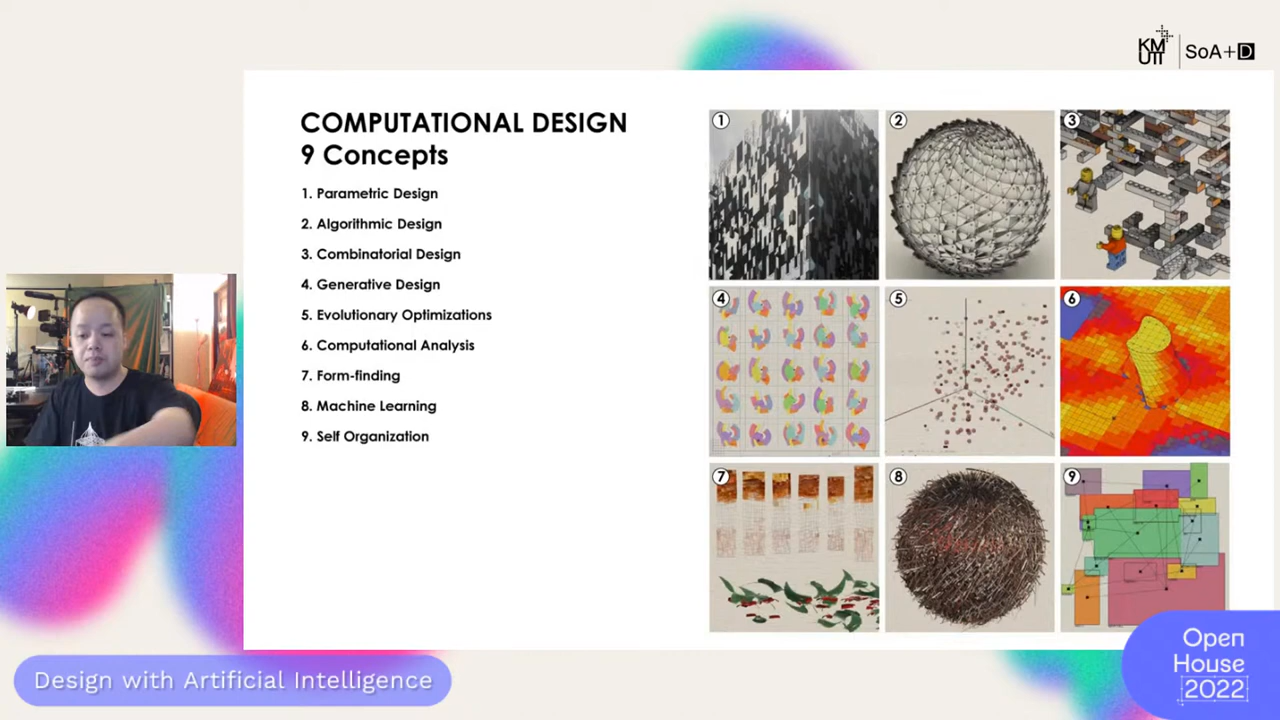 KM
UTT
SoA+D
COMPUTATIONAL DESIGN
9 Concepts
1. Parametric Design
2. Algorithmic Design
3. Combinatorial Design
4. Generative Design
5. Evolutionary Optimizations
6. Computational Analysis
7. Form-finding
8. Machine Learning
9. Self Organization
1
2
3
4
5
6
7
8
9
Design with Artificial Intelligence
Open
House
2022